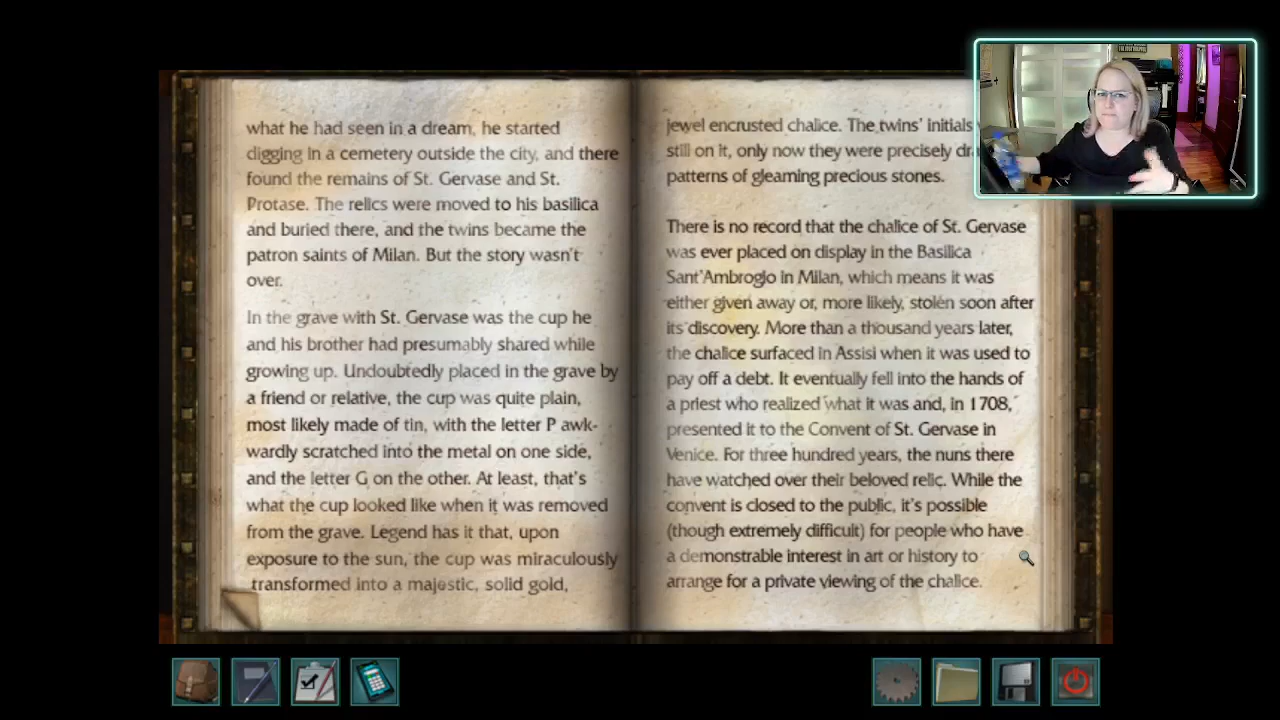 what he had seen in a dream, he started
digging in a cemetery outside the city, and there
found the remains of St. Gervase and St.
Protase. The relics were moved to his basilica
and buried there, and the twins became the
patron saints of Milan. But the story wasn't
over.
In the grave with St. Gervase was the cup he
and his brother had presumably shared while
growing up. Undoubtedly placed in the grave by
a friend or relative, the cup was quite plain,
most likely made of tin, with the letter P awk-
wardly scratched into the metal on one side,
and the letter G on the other. At least, that's
what the cup looked like when it was removed
from the grave. Legend has it that, upon
exposure to the sun, the cup was miraculously
transformed into a majestic, solid gold,
jewel encrusted chalice. The twins' initials
still on it, only now they were precisely
patterns of gleaming precious stones.
There is no record that the chalice of St. Gervase
was ever placed on display in the Basilica
Sant'Ambrogio in Milan, which means it was
either given away or, more likely, stolen soon after
its discovery. More than a thousand years later,
the chalice surfaced in Assisi when it was used to
pay off a debt. It eventually fell into the hands of
a priest who realized what it was and, in 1708,
presented it to the Convent of St. Gervase in
Venice. For three hundred years, the nuns there
have watched over their beloved relic. While the
convent is closed to the public, it's possible
(though extremely difficult) for people who have
a demonstrable interest in art or history to
arrange for a private viewing of the chalice.